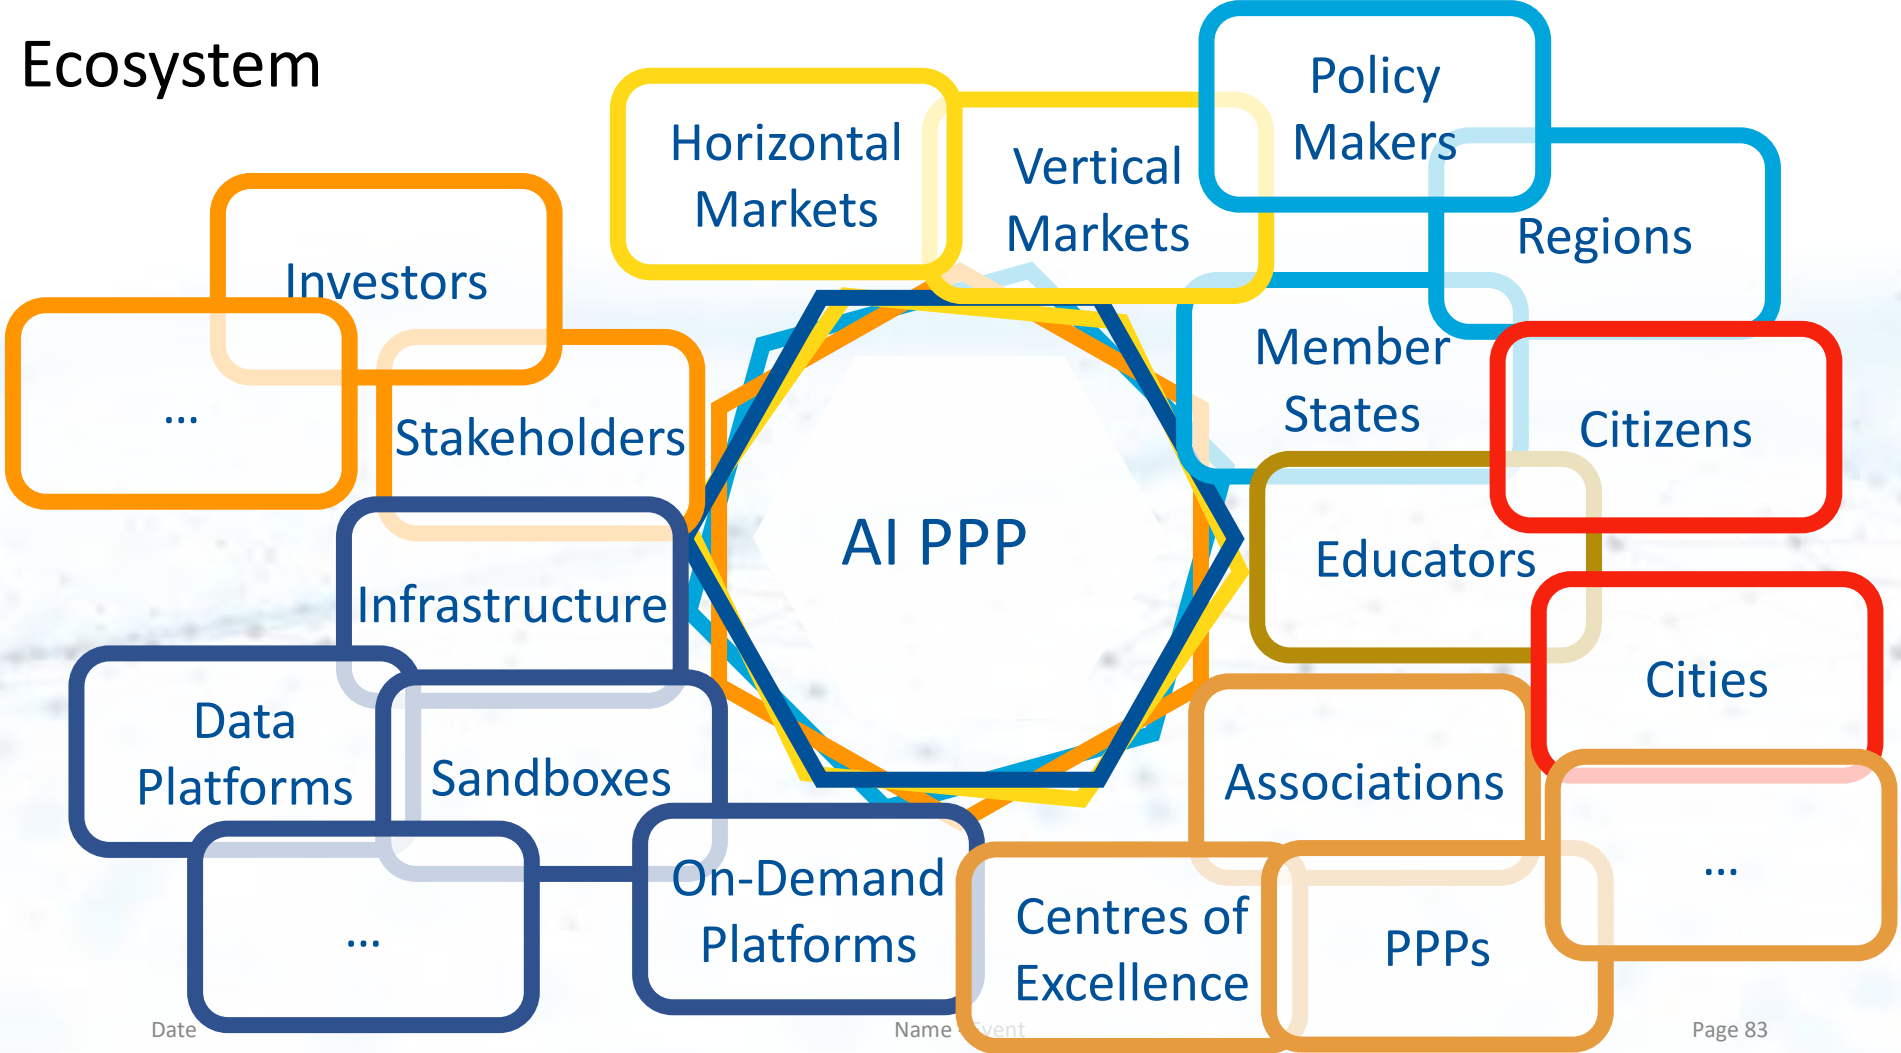 Ecosystem
Policy
Makers
Horizontal
Markets
Vertical
Markets
Regions
Investors
Member
States
...
Stakeholders
Citizens
AI PPP
Educators
Infrastructure
Cities
Data
Platforms
Sandboxes
Associations
...
On-Demand
Platforms
...
Centres of
Excellence
PPPs
Date
Name - Event
Page 83